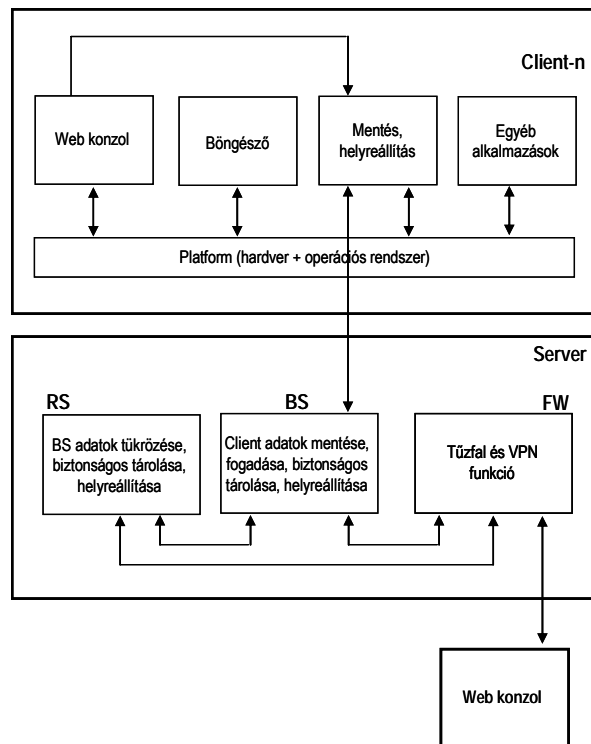 Client-n
Web konzol
Böngésző
Mentés,
helyreállítás
Egyéb
alkalmazások
Platform (hardver + operációs rendszer)
Server
RS
BS
FW
BS adatok tükrözése,
biztonságos tárolása,
helyreállítása
Client adatok mentése,
fogadása, biztonságos
tárolása, helyreállítása
Tűzfal és VPN
funkció
Web konzol